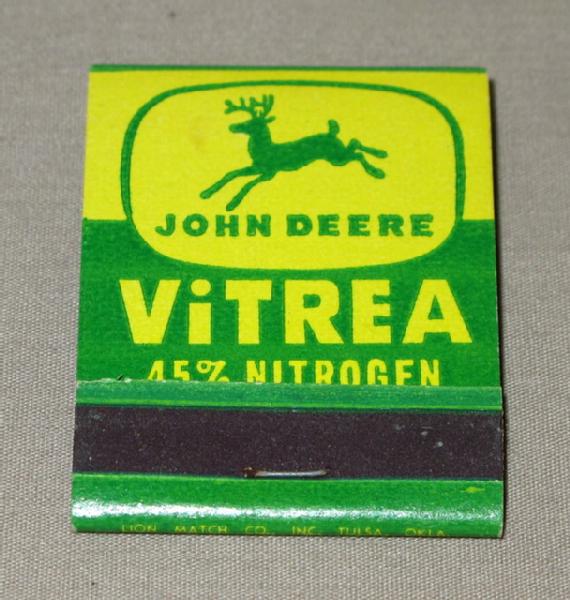 JOHN DEERE
ViTREA
45% NITROGEN
LION MATCH CO. INC. TULSA, OKLA.